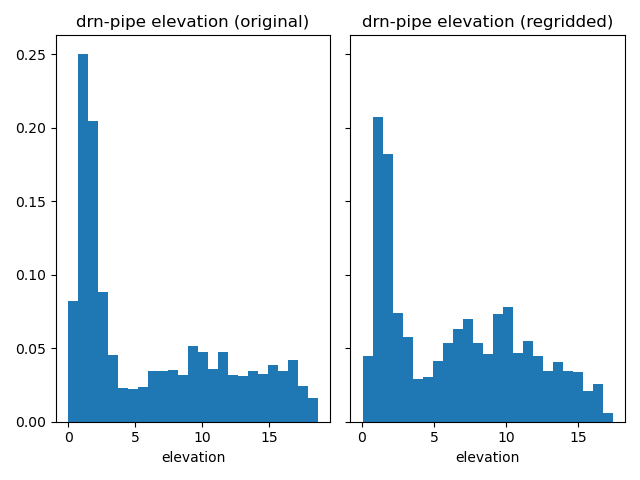 drn-pipe elevation (original)
drn-pipe elevation (regridded)
0.25
0.20
0.15
0.10
0.05
0.00
0 5 10 15
0 5 10 15
elevation
elevation